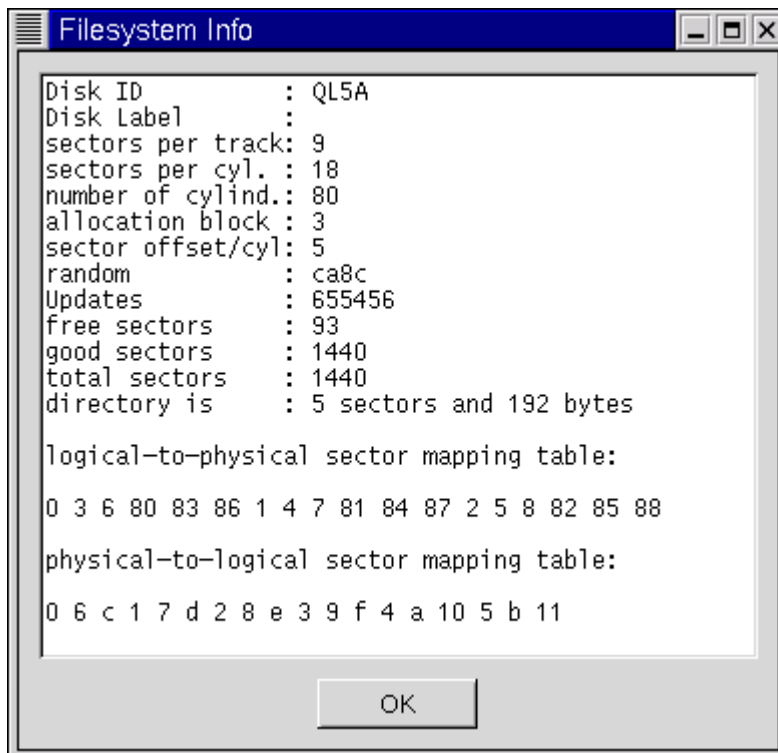 Filesystem Info
Disk ID : QL5A
Disk Label :
sectors per track: 9
sectors per cyl. : 18
number of cylind.: 80
allocation block : 3
sector offset/cyl: 5
random : ca8c
Updates : 655456
free sectors : 93
good sectors : 1440
total sectors : 1440
directory is : 5 sectors and 192 bytes
logical-to-physical sector mapping table:
0 3 6 80 83 86 1 4 7 81 84 87 2 5 8 82 85 88
physical-to-logical sector mapping table:
0 6 c 1 7 d 2 8 e 3 9 f 4 a 10 5 b 11
OK